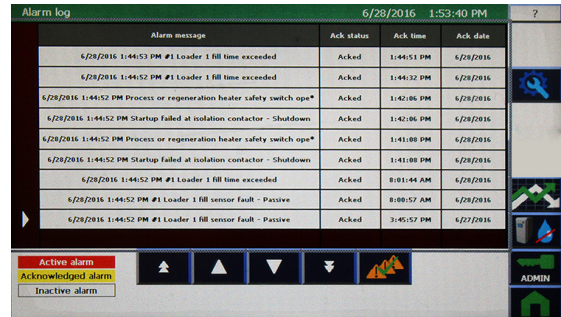 Alarm log 6/28/2016 1:53:40 PM ?
Alarm message Ack status Ack time Ack date
6/28/2016 1:44:53 PM #1 Loader 1 fill time exceeded Acked 1:44:51 PM 6/28/2016
6/28/2016 1:44:52 PM #1 Loader 1 fill time exceeded Acked 1:44:32 PM 6/28/2016
6/28/2016 1:44:52 PM Process or regeneration heater safety switch ope* Acked 1:42:06 PM 6/28/2016
6/28/2016 1:44:52 PM Startup failed at isolation contactor - Shutdown Acked 1:42:06 PM 6/28/2016
6/28/2016 1:44:52 PM Process or regeneration heater safety switch ope* Acked 1:41:08 PM 6/28/2016
6/28/2016 1:44:52 PM Startup failed at isolation contactor - Shutdown Acked 1:41:08 PM 6/28/2016
6/28/2016 1:44:52 PM #1 Loader 1 fill time exceeded Acked 8:01:44 AM 6/28/2016
6/28/2016 1:44:52 PM #1 Loader 1 fill sensor fault - Passive Acked 8:00:57 AM 6/28/2016
6/28/2016 1:44:52 PM #1 Loader 1 fill sensor fault - Passive Acked 3:45:57 PM 6/27/2016
Active alarm
Acknowledged alarm
Inactive alarm
ADMIN